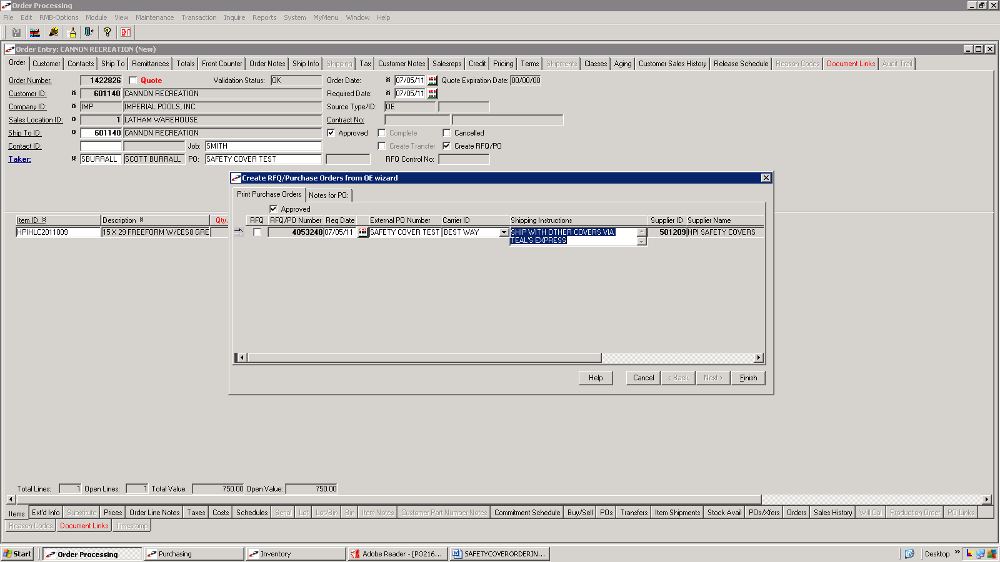 Order Processing
File Edit RMB-Options Module View Maintenance Transaction Inquire Reports System MyMenu Window Help
EXIT
Order Entry: CANNON RECREATION (New)
Order Customer Contacts Ship To Remittances Totals Front Counter Order Notes Ship Info Shipping Tax Customer Notes Salesreps Credit Pricing Terms Shipments Classes Aging Customer Sales History Release Schedule Reason Codes Document Links Audit Trail
Order Number: 1422826 Quote Validation Status: OK Order Date: ¤ 07/05/11 Quote Expiration Date: 00/00/00
Customer ID: ¤ 601140 CANNON RECREATION Required Date: ¤ 07/05/11
Company ID: ¤ IMP IMPERIAL POOLS, INC. Source Type/ID: OE
Sales Location ID: ¤ 1 LATHAM WAREHOUSE Contract No:
Ship To ID: ¤ 601140 CANNON RECREATION Approved Complete Cancelled
Contact ID: Job: SMITH Create Transfer Create RFQ/PO
Taker: ¤ SBURRALL SCOTT BURRALL PO: SAFETY COVER TEST RFQ Control No:
Create RFQ/Purchase Orders from OE wizard
Print Purchase Orders Notes for PO:
Approved
Item ID ¤ Description ¤ Qty
RFQ RFQ/PO Number Req Date External PO Number Carrier ID Shipping Instructions Supplier ID Supplier Name
HPIHLC2011009 15 X 29 FREEFORM W/CES8 GRE
4053248 07/05/11 SAFETY COVER TEST BEST WAY SHIP WITH OTHER COVERS VIA 501209 HPI SAFETY COVERS
TEAL'S EXPRESS
Help Cancel < Back Next > Finish
Total Lines: 1 Open Lines: 1 Total Value: 750.00 Open Value: 750.00
Items Ext'd Info Substitute Prices Order Line Notes Taxes Costs Schedules Serial Lot Lot/Bin Bin Item Notes Customer Part Number Notes Commitment Schedule Buy/Sell POs Transfers Item Shipments Stock Avail POs/Xfers Orders Sales History Will Call Production Order PO Links
Reason Codes Document Links Timestamp
Start Order Processing Purchasing Inventory Adobe Reader - [PO216... SAFETYCOVERORDERIN... Desktop »